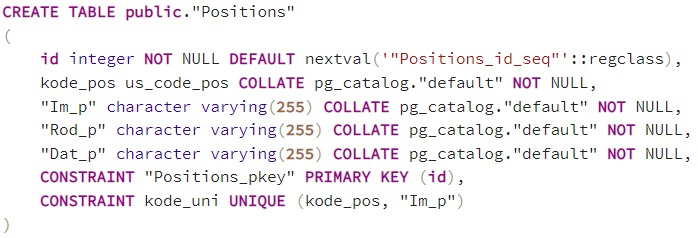 CREATE TABLE public."Positions"
(
    id integer NOT NULL DEFAULT nextval('"Positions_id_seq"'::regclass),
    kode_pos us_code_pos COLLATE pg_catalog."default" NOT NULL,
    "Im_p" character varying(255) COLLATE pg_catalog."default" NOT NULL,
    "Rod_p" character varying(255) COLLATE pg_catalog."default" NOT NULL,
    "Dat_p" character varying(255) COLLATE pg_catalog."default" NOT NULL,
    CONSTRAINT "Positions_pkey" PRIMARY KEY (id),
    CONSTRAINT kode_uni UNIQUE (kode_pos, "Im_p")
)